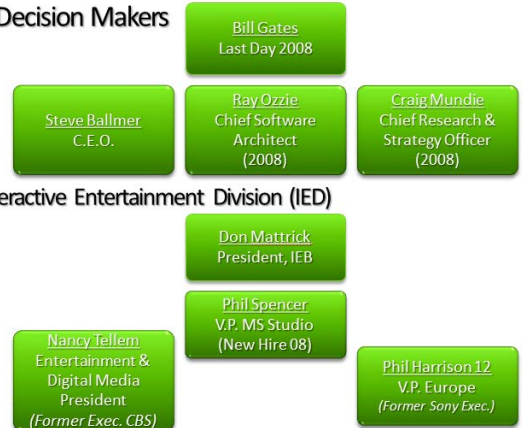 Decision Makers
Bill Gates
Last Day 2008
Steve Ballmer
C.E.O.
Ray Ozzie
Chief Software
Architect
(2008)
Craig Mundie
Chief Research &
Strategy Officer
(2008)
eractive Entertainment Division (IED)
Don Mattrick
President, IEB
Phil Spencer
V.P. MS Studio
(New Hire 08)
Nancy Tellem
Entertainment &
Digital Media
President
(Former Exec. CBS)
Phil Harrison 12
V.P. Europe
(Former Sony Exec.)